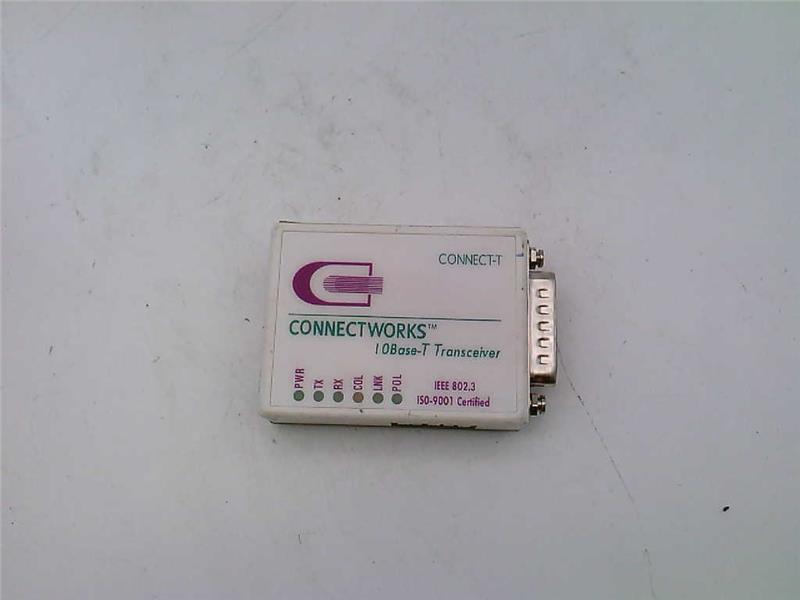 CONNECT-T
CONNECTWORKS™
10Base-T Transceiver
PWR TX RX COL LNK POL
IEEE 802.3
ISO-9001 Certified